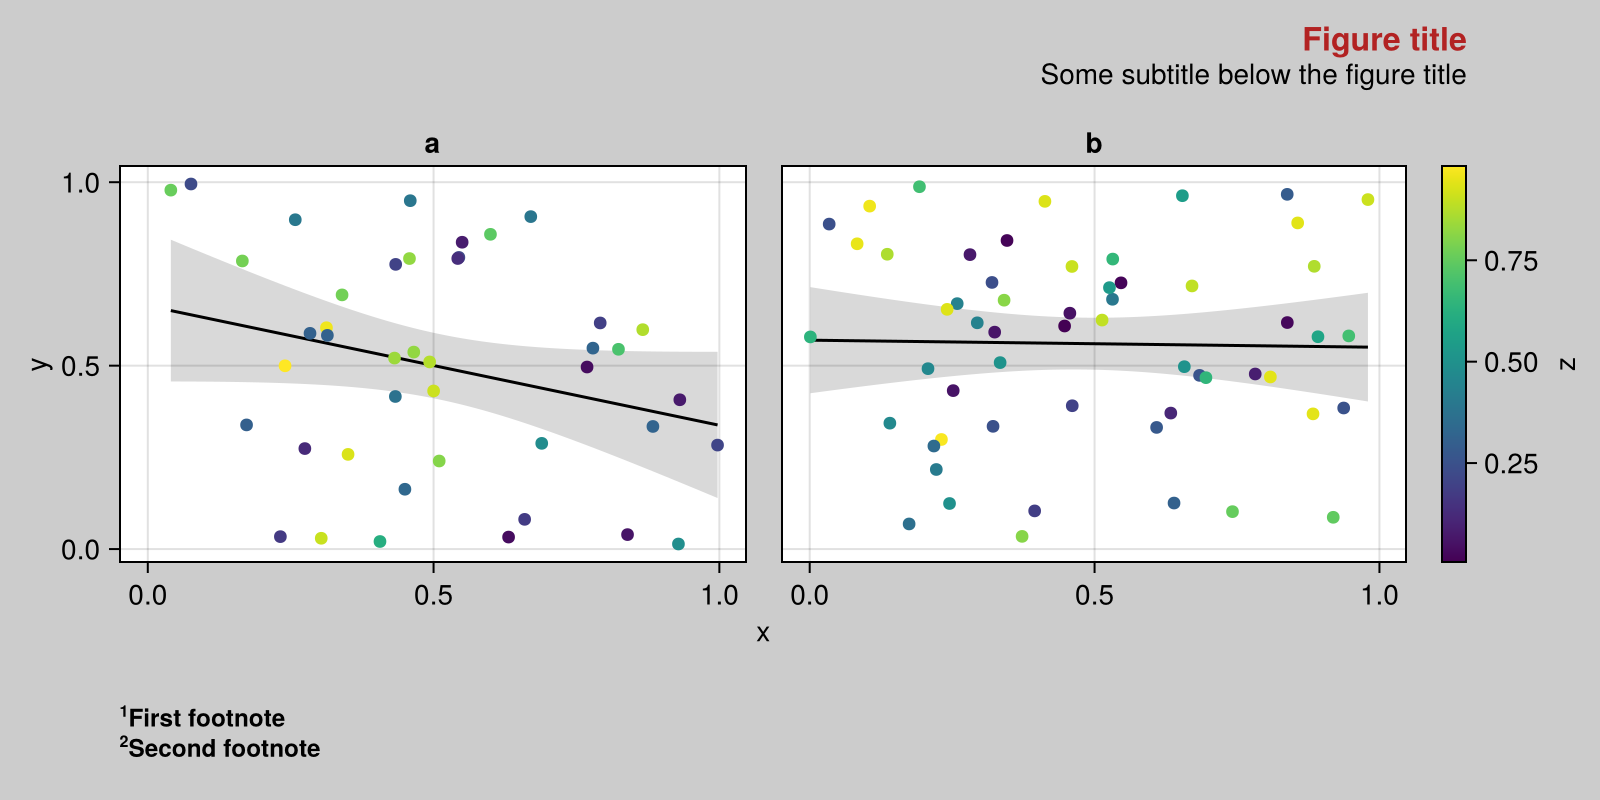 Figure title
Some subtitle below the figure title
a
b
y
1.0
0.5
0.0
0.0 0.5 1.0
0.0 0.5 1.0
x
0.75
0.50
0.25
z
¹First footnote
²Second footnote